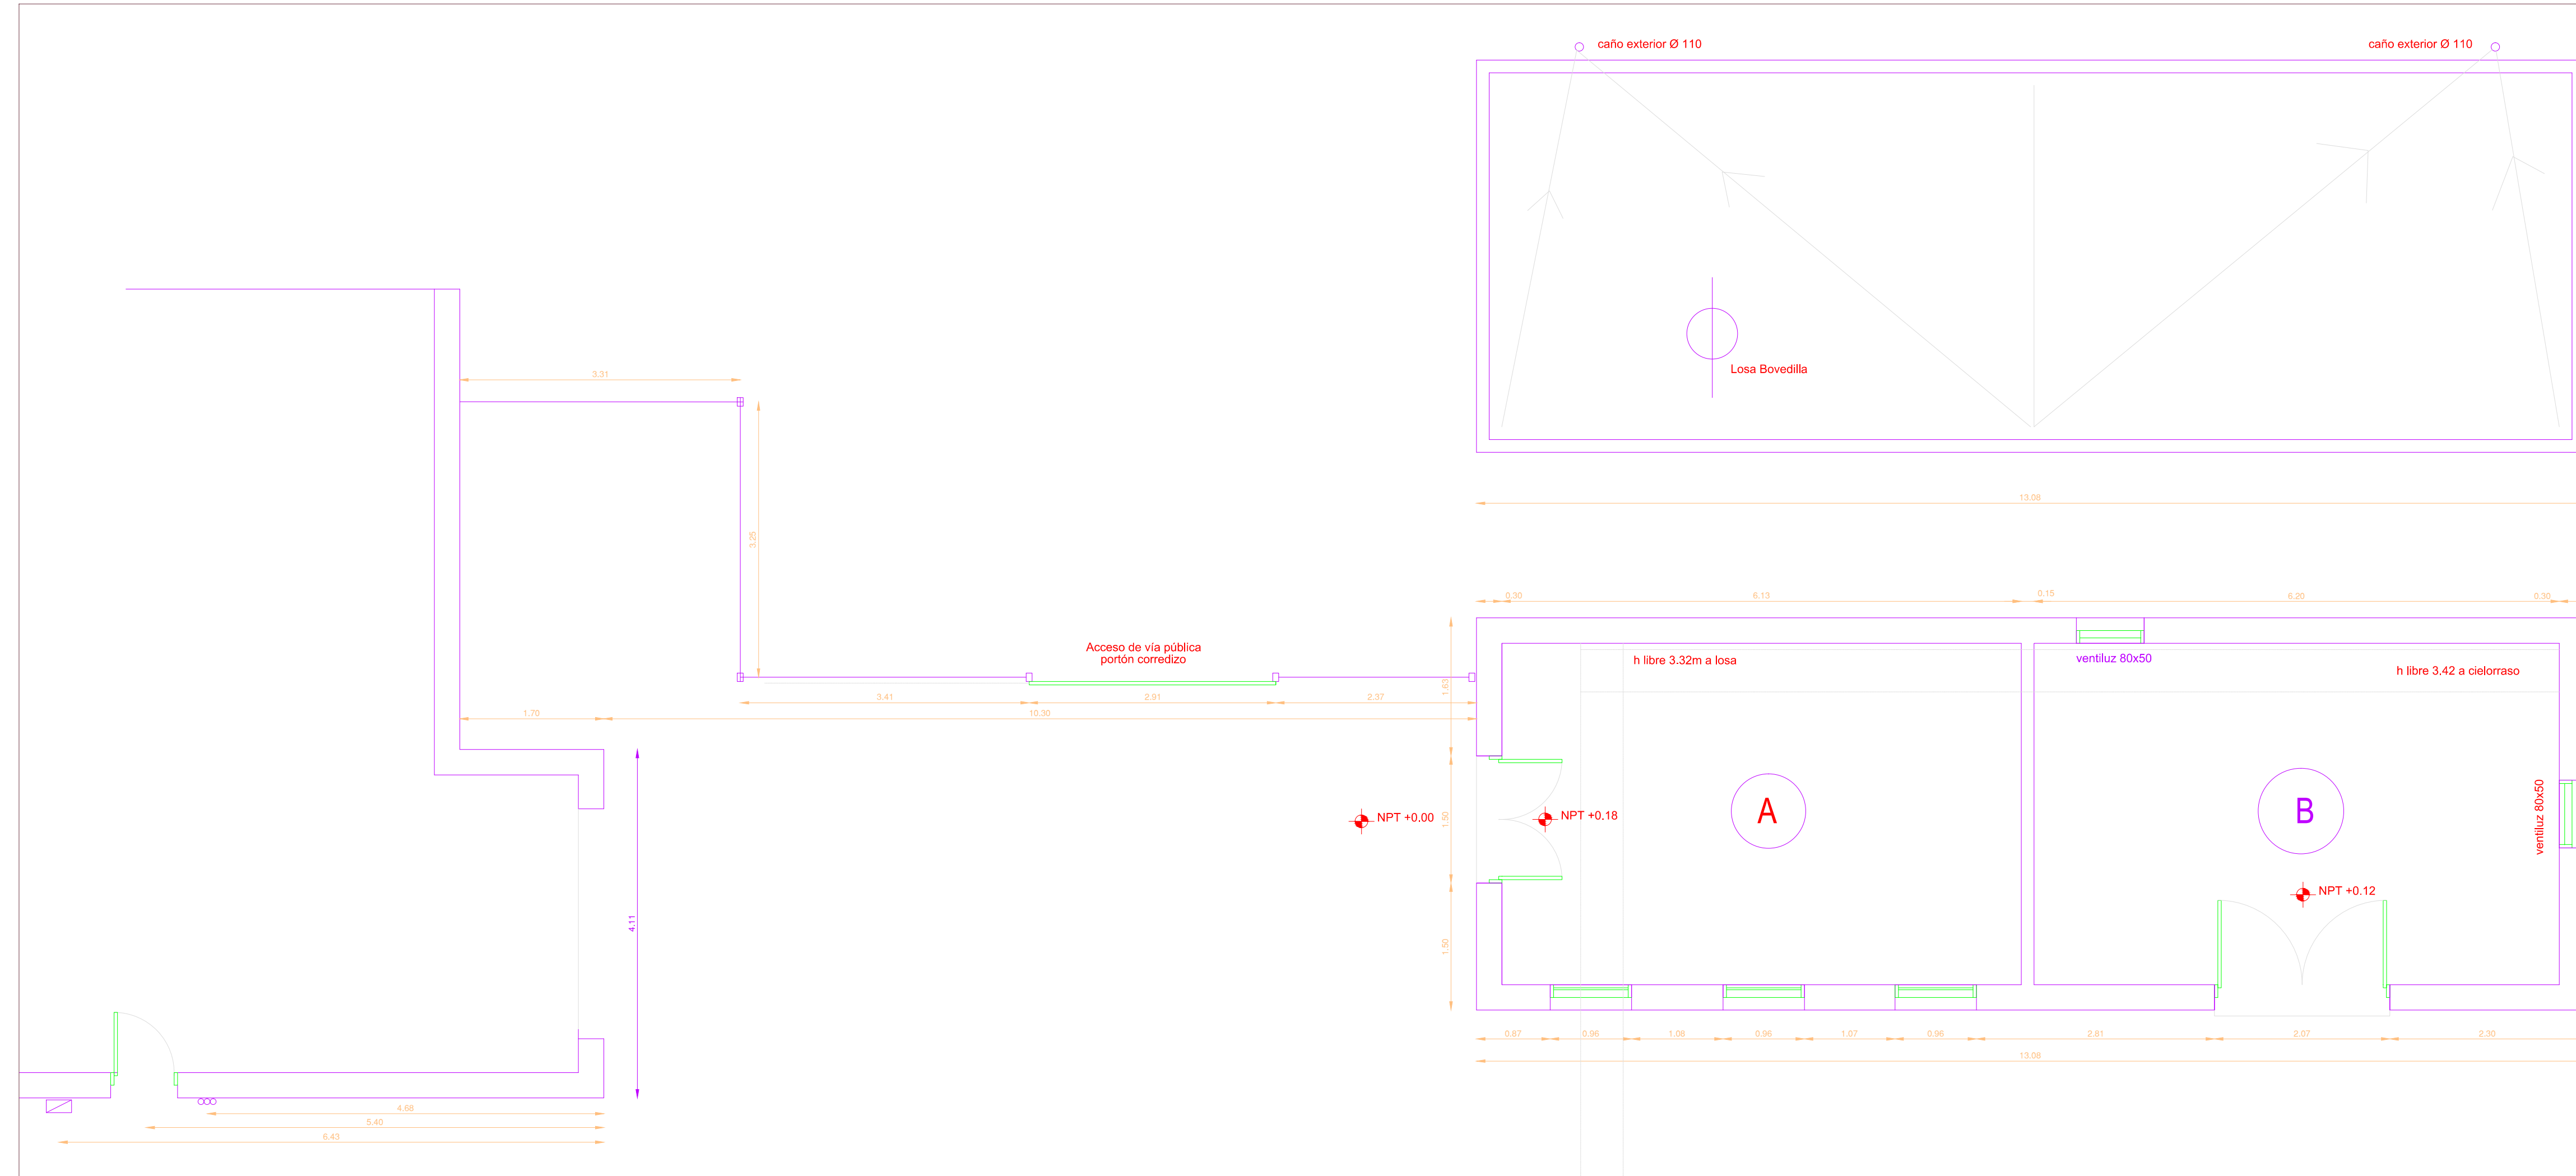 caño exterior Ø 110
caño exterior Ø 110
Losa Bovedilla
3.31
3.25
13.08
0.30
6.13
0.15
6.20
0.30
Acceso de vía pública
portón corredizo
h libre 3.32m a losa
ventiluz 80x50
h libre 3,42 a cielorraso
3.41
2.91
2.37
1.63
1.70
10.30
NPT +0.00
1.50
NPT +0,18
A
B
ventiluz 80x50
NPT +0.12
4.11
1.50
0.87
0.96
1.08
0.96
1.07
0.96
2.81
2.07
2.30
13.08
4.68
5.40
6.43